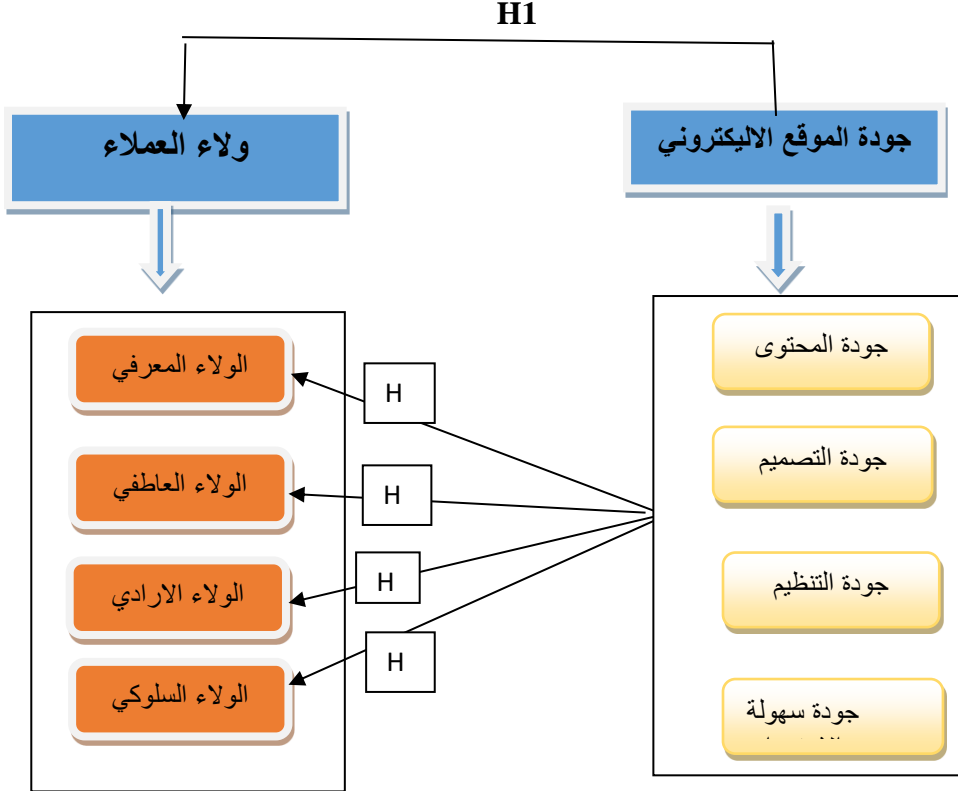 H1
جودة الموقع الاليكتروني
ولاء العملاء
جودة المحتوى
جودة التصميم
جودة التنظيم
جودة سهولة
H
H
H
H
الولاء المعرفي
الولاء العاطفي
الولاء الارادي
الولاء السلوكي